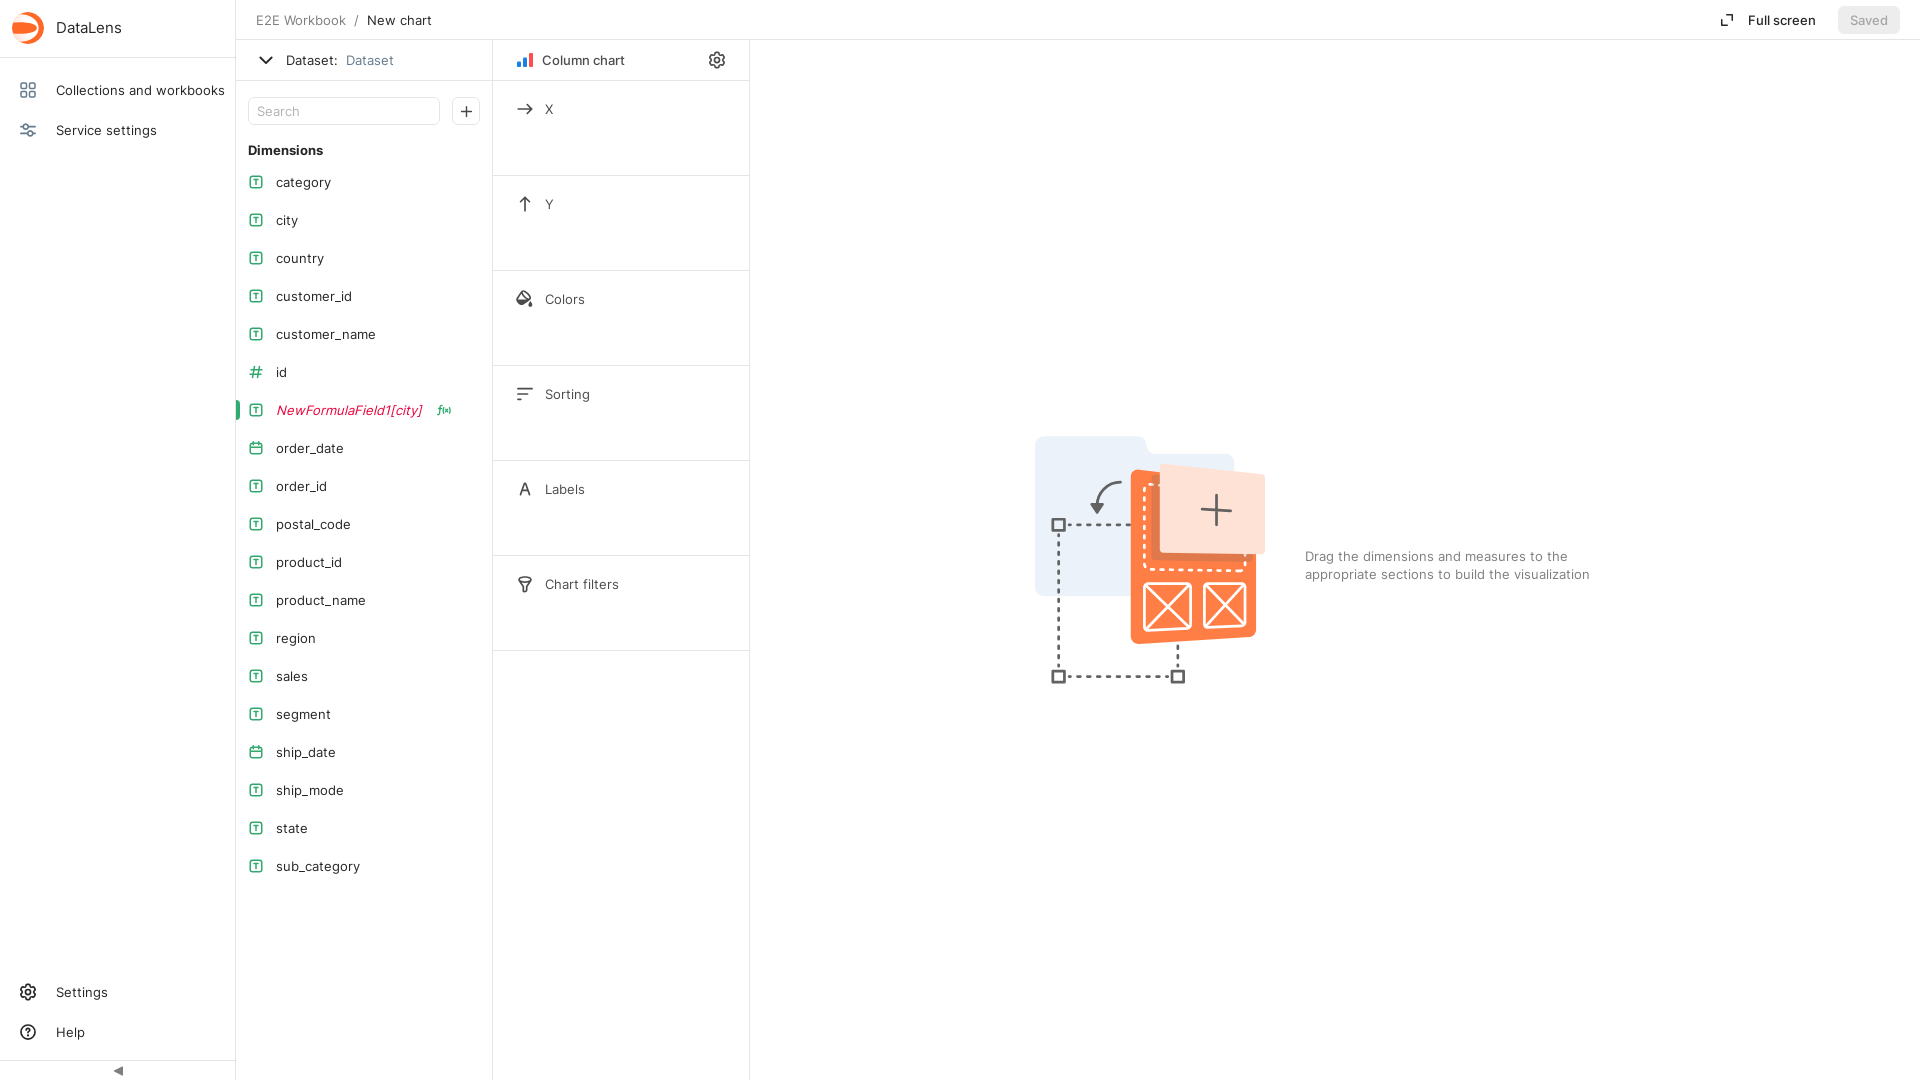 DataLens
Collections and workbooks
Service settings
Settings
Help
E2E Workbook / New chart
Full screen
Saved
Dataset: Dataset
Search
Dimensions
category
city
country
customer_id
customer_name
id
NewFormulaField1[city]
order_date
order_id
postal_code
product_id
product_name
region
sales
segment
ship_date
ship_mode
state
sub_category
Column chart
X
Y
Colors
Sorting
Labels
Chart filters
Drag the dimensions and measures to the
appropriate sections to build the visualization